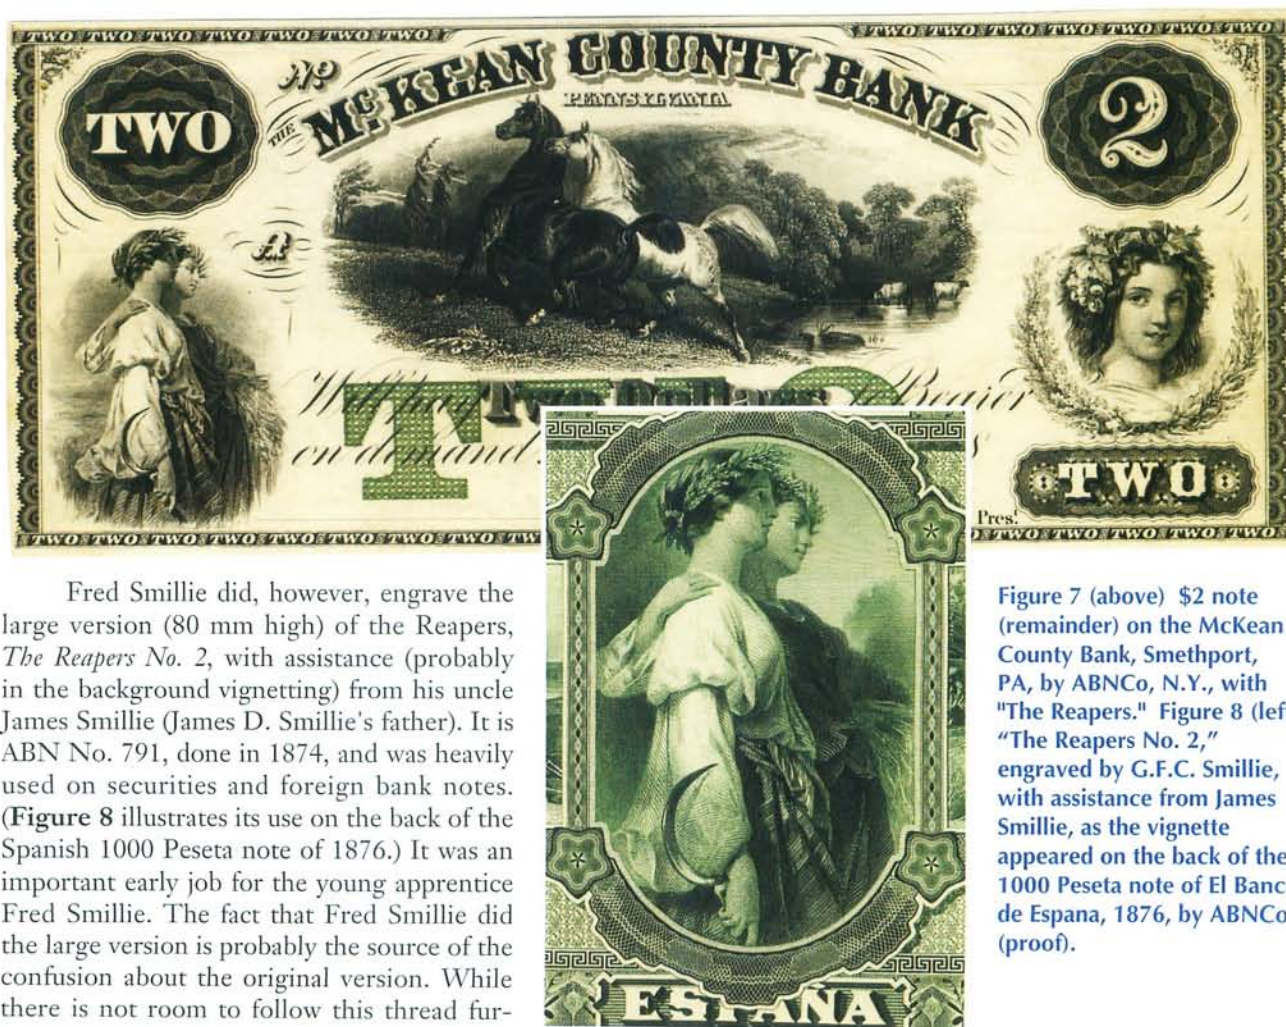 TWO TWO TWO TWO TWO TWO TWO
TWO TWO TWO TWO TWO
TWO
No
THE McKEAN COUNTY BANK
PENNSYLVANIA
2
A
Will pay Two Dollars Bearer
on demand
TWO
Pres.t
TWO TWO TWO TWO TWO TWO TWO TWO
TWO TWO TWO TWO TWO
ESPAÑA
Fred Smillie did, however, engrave the
large version (80 mm high) of the Reapers,
The Reapers No. 2, with assistance (probably
in the background vignetting) from his uncle
James Smillie (James D. Smillie's father). It is
ABN No. 791, done in 1874, and was heavily
used on securities and foreign bank notes.
(Figure 8 illustrates its use on the back of the
Spanish 1000 Peseta note of 1876.) It was an
important early job for the young apprentice
Fred Smillie. The fact that Fred Smillie did
the large version is probably the source of the
confusion about the original version. While
there is not room to follow this thread fur-
Figure 7 (above) $2 note
(remainder) on the McKean
County Bank, Smethport,
PA, by ABNCo, N.Y., with
"The Reapers." Figure 8 (left
"The Reapers No. 2,"
engraved by G.F.C. Smillie,
with assistance from James
Smillie, as the vignette
appeared on the back of the
1000 Peseta note of El Banc
de Espana, 1876, by ABNCo
(proof).